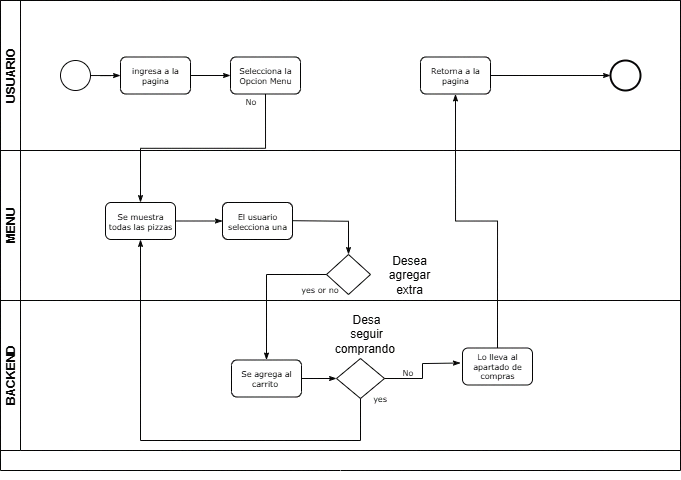 USUARIO
ingresa a la
pagina
Selecciona la
Opcion Menu
No
Retorna a la
pagina
MENU
Se muestra
todas las pizzas
El usuario
selecciona una
Desea
agregar
extra
yes or no
BACKEND
Desa
seguir
comprando
Se agrega al
carrito
No
yes
Lo lleva al
apartado de
compras